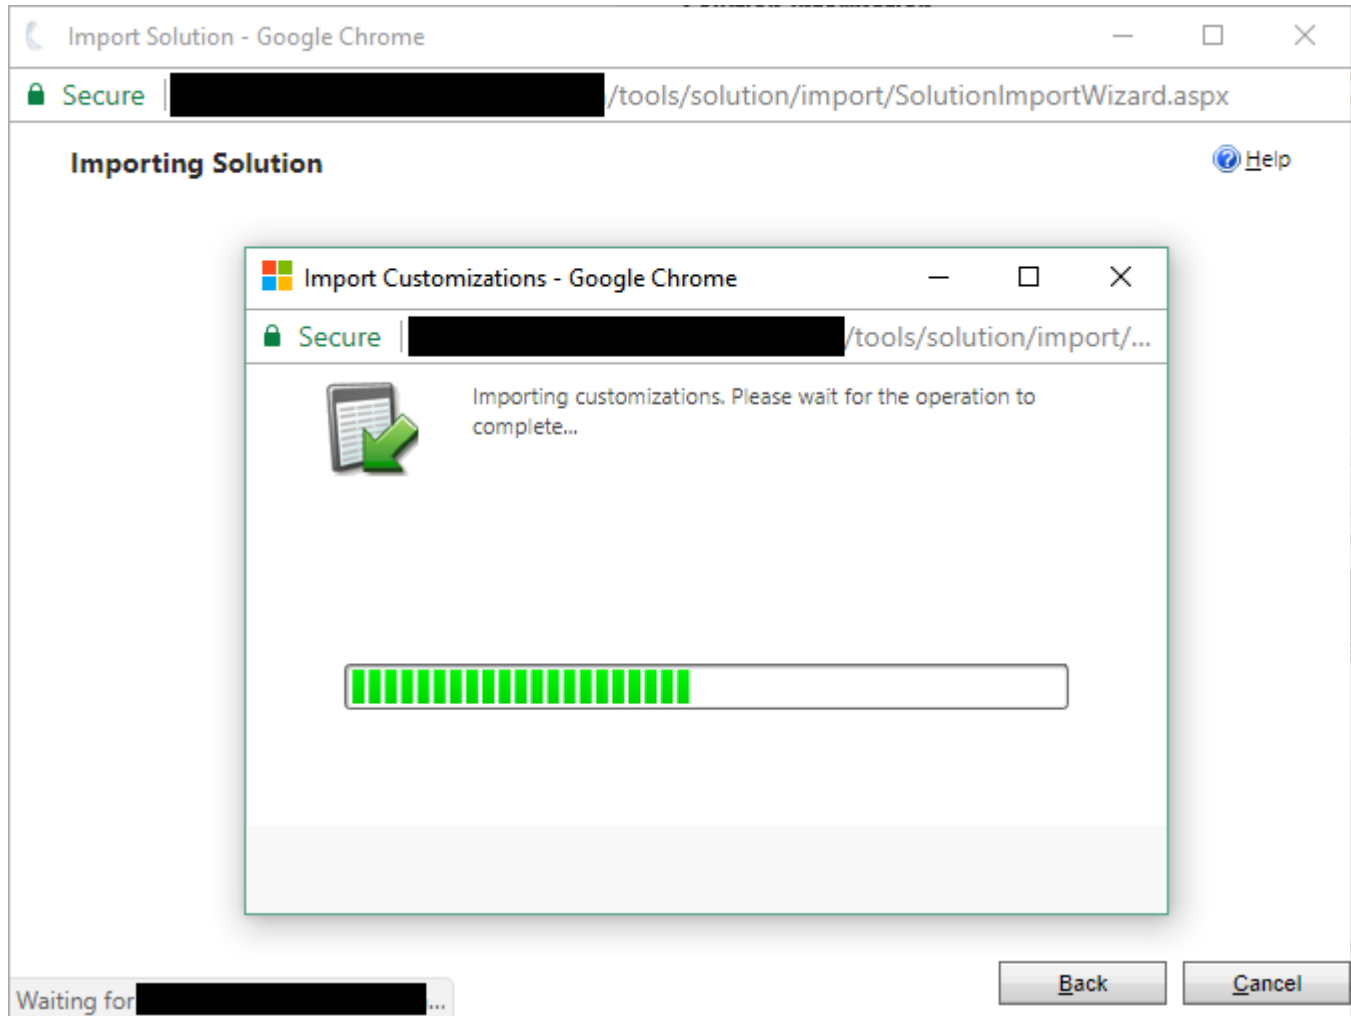 Import Solution - Google Chrome
Secure /tools/solution/import/SolutionImportWizard.aspx
Importing Solution
Help
Import Customizations - Google Chrome
Secure /tools/solution/import/...
Importing customizations. Please wait for the operation to
complete...
Back
Cancel
Waiting for ...